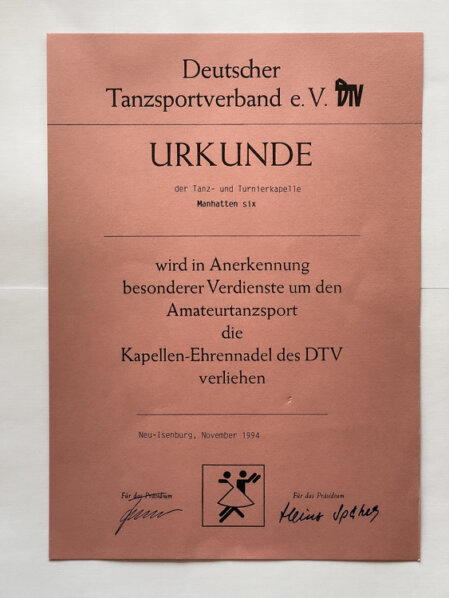 Deutscher
Tanzsportverband e. V. DTV
URKUNDE
der Tanz- und Turnierkapelle
Manhatten six
wird in Anerkennung
besonderer Verdienste um den
Amateurtanzsport
die
Kapellen-Ehrennadel des DTV
verliehen
Neu-Isenburg, November 1994
Für das Präsidium
Für das Präsidium
Heinz